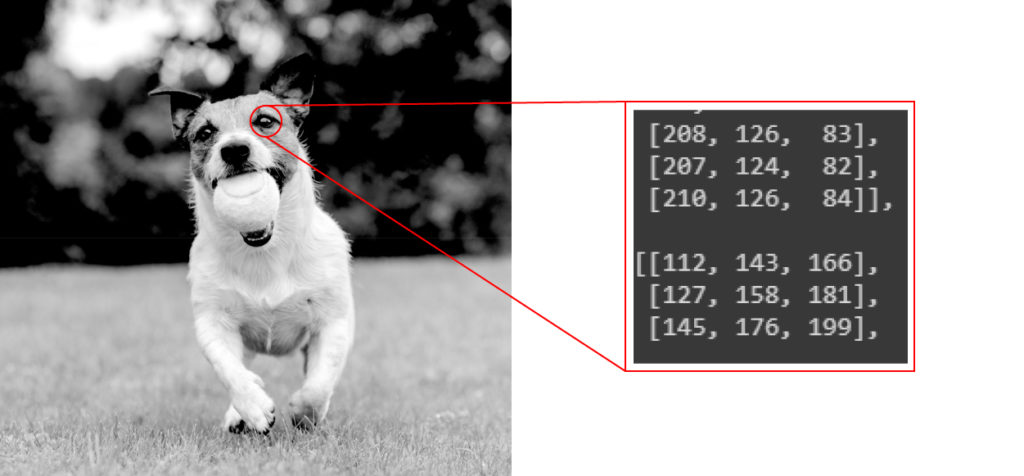 [208, 126,  83],
[207, 124,  82],
[210, 126,  84]],
[[112, 143, 166],
[127, 158, 181],
[145, 176, 199],